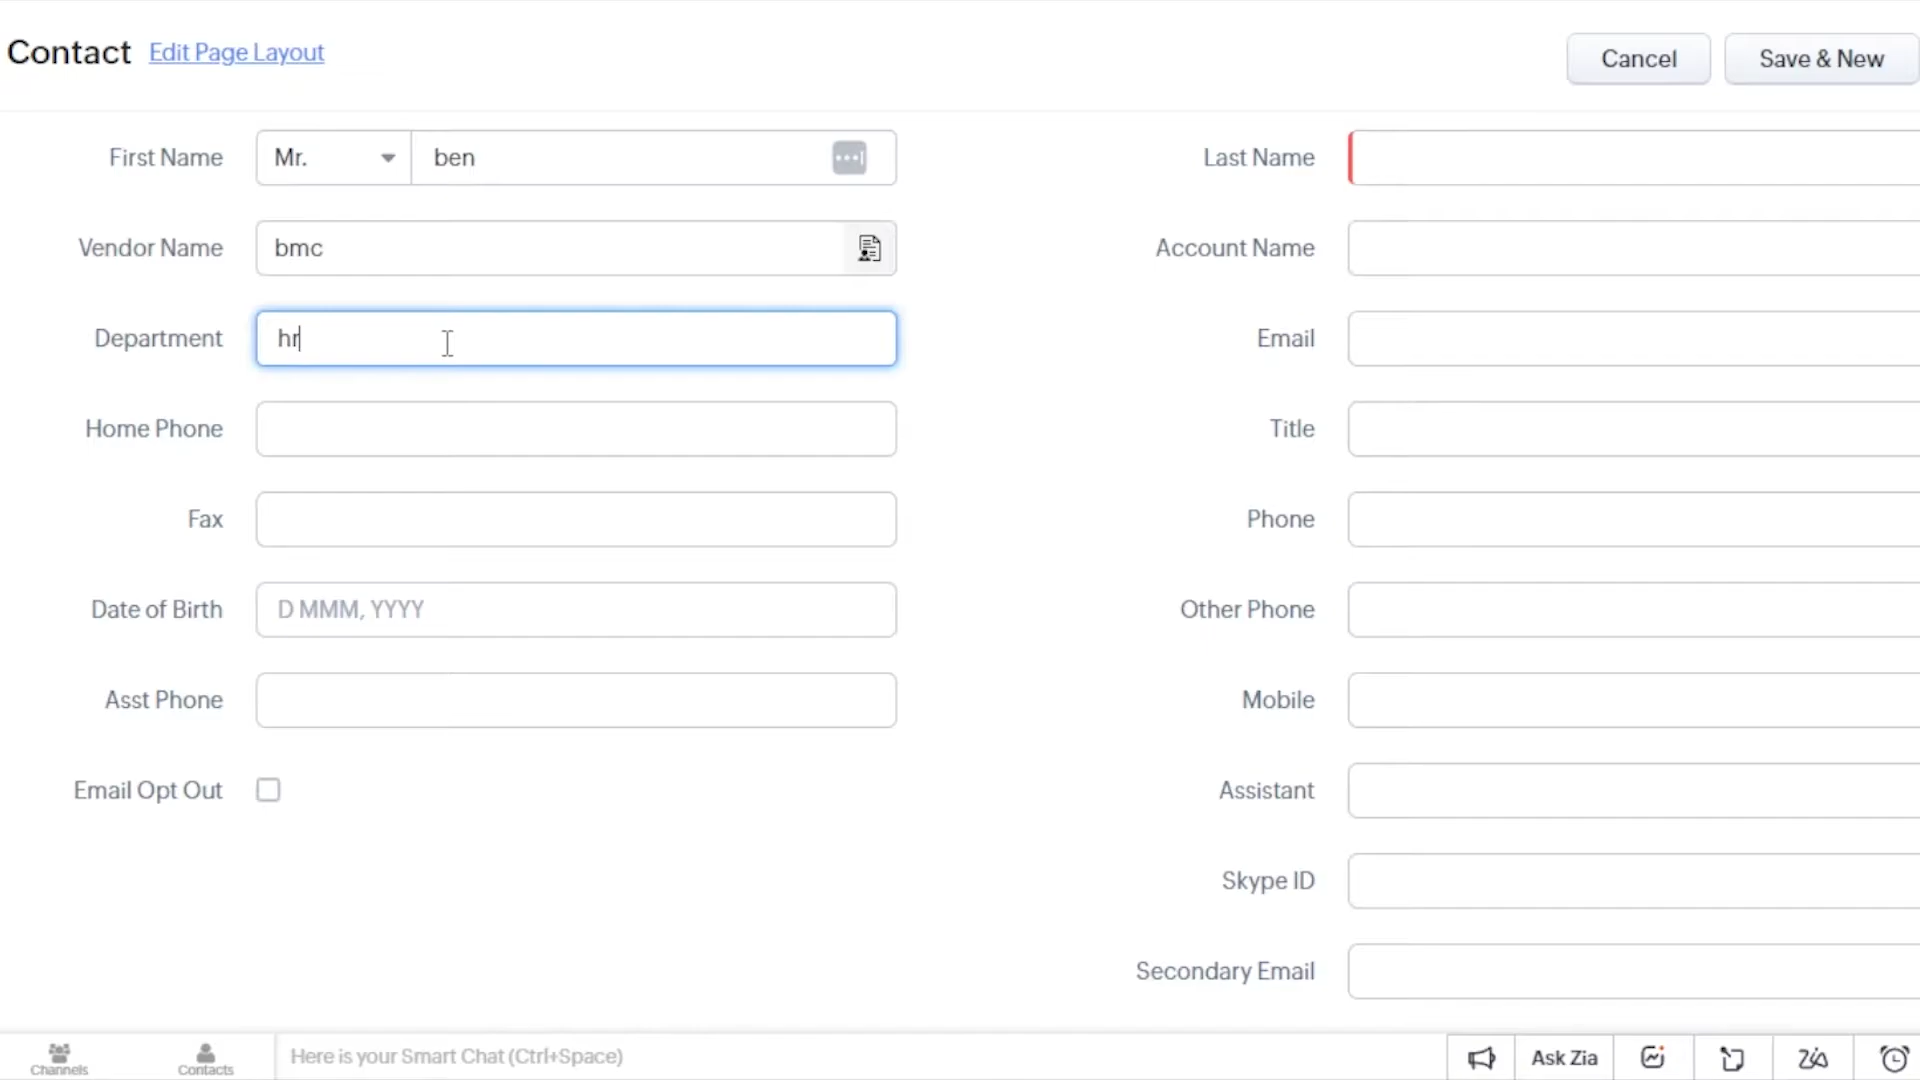 Contact Edit Page Layout
Cancel
Save & New
First Name
Mr.
ben
Last Name
Vendor Name
bmc
Account Name
Department
hr
Email
Home Phone
Title
Fax
Phone
Date of Birth
D MMM, YYYY
Other Phone
Asst Phone
Mobile
Email Opt Out
Assistant
Skype ID
Secondary Email
Channels
Contacts
Here is your Smart Chat (Ctrl+Space)
Ask Zia